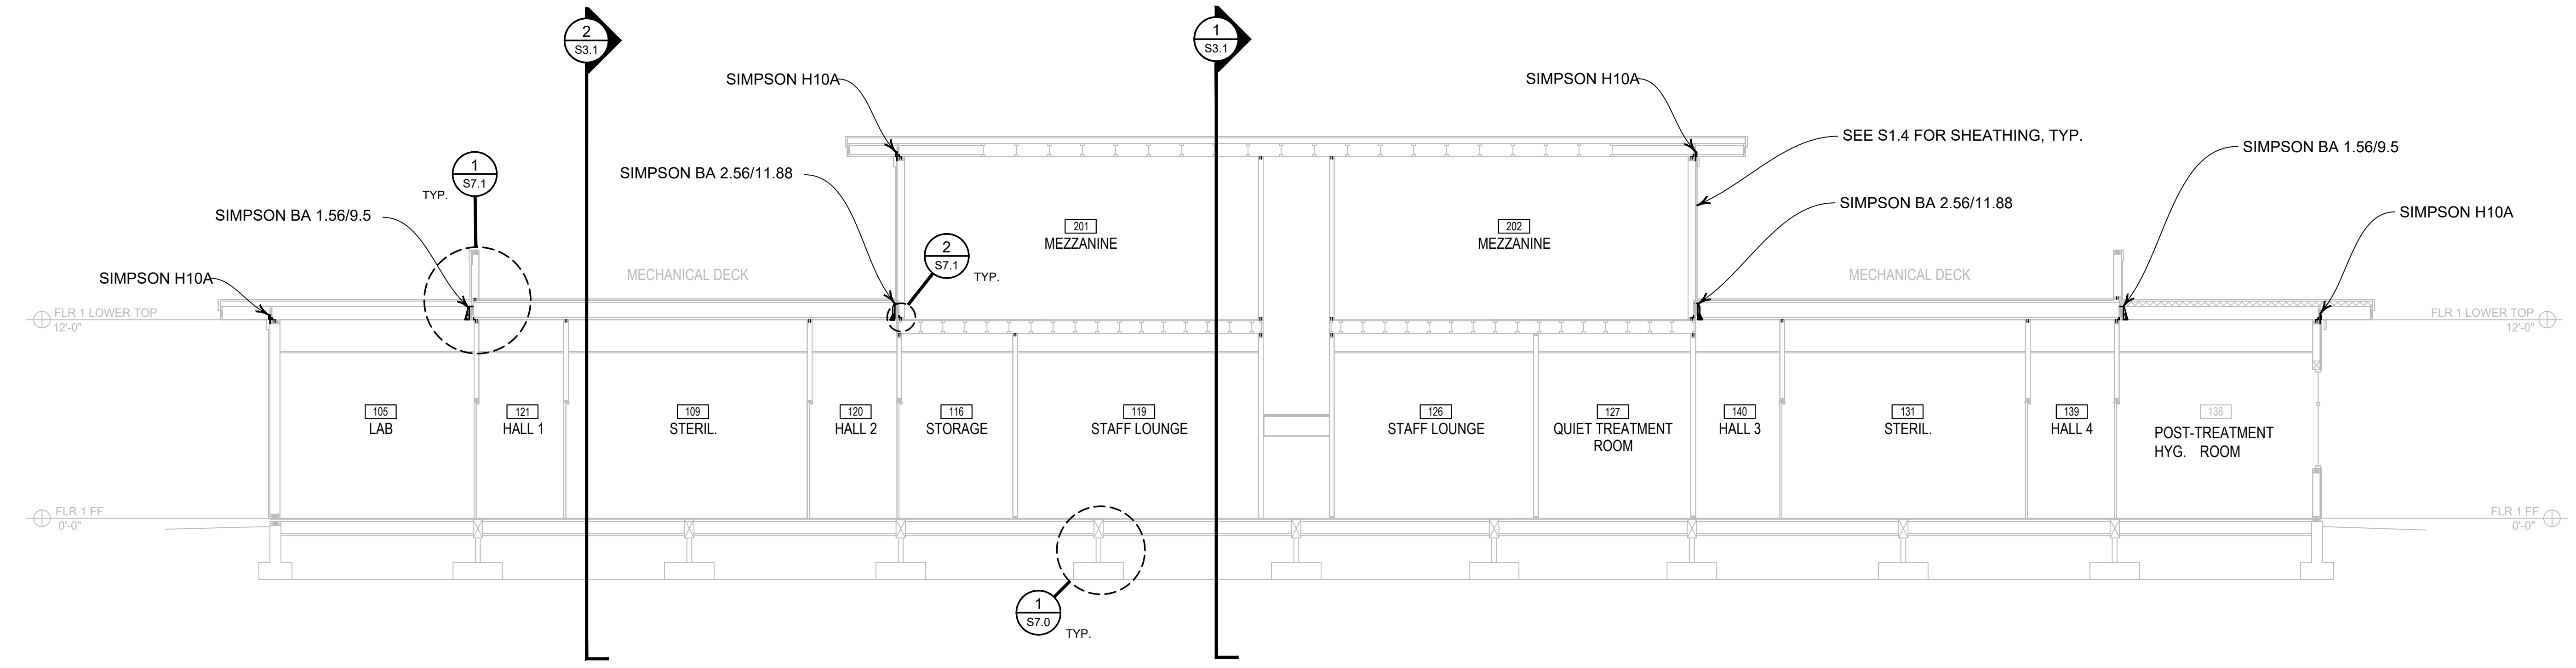 2
S3.1
1
S3.1
SIMPSON H10A
SIMPSON H10A
SEE S1.4 FOR SHEATHING, TYP.
SIMPSON BA 1.56/9.5
1
S7.1
TYP.
SIMPSON BA 2.56/11.88
SIMPSON BA 1.56/9.5
SIMPSON BA 2.56/11.88
SIMPSON H10A
201
MEZZANINE
202
MEZZANINE
2
S7.1
TYP.
SIMPSON H10A
MECHANICAL DECK
MECHANICAL DECK
FLR 1 LOWER TOP
12'-0"
FLR 1 LOWER TOP
12'-0"
105
LAB
121
HALL 1
109
STERIL.
120
HALL 2
116
STORAGE
119
STAFF LOUNGE
126
STAFF LOUNGE
127
QUIET TREATMENT
ROOM
140
HALL 3
131
STERIL.
139
HALL 4
138
POST-TREATMENT
HYG. ROOM
FLR 1 FF
0'-0"
FLR 1 FF
0'-0"
1
S7.0
TYP.